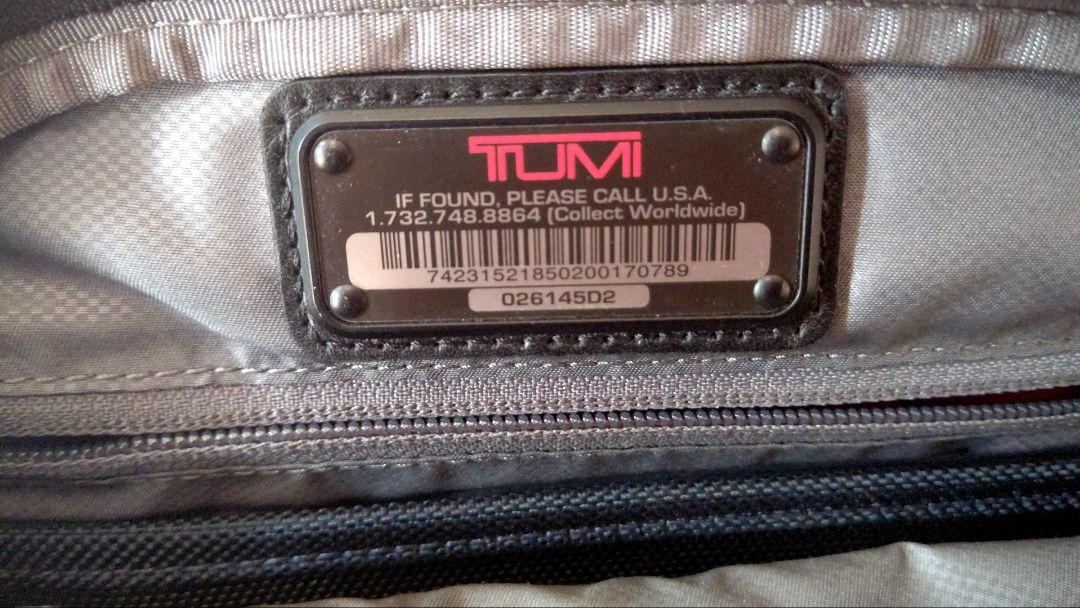 TUMI
IF FOUND, PLEASE CALL U.S.A.
1.732.748.8864 (Collect Worldwide)
74231521850200170789
026145D2